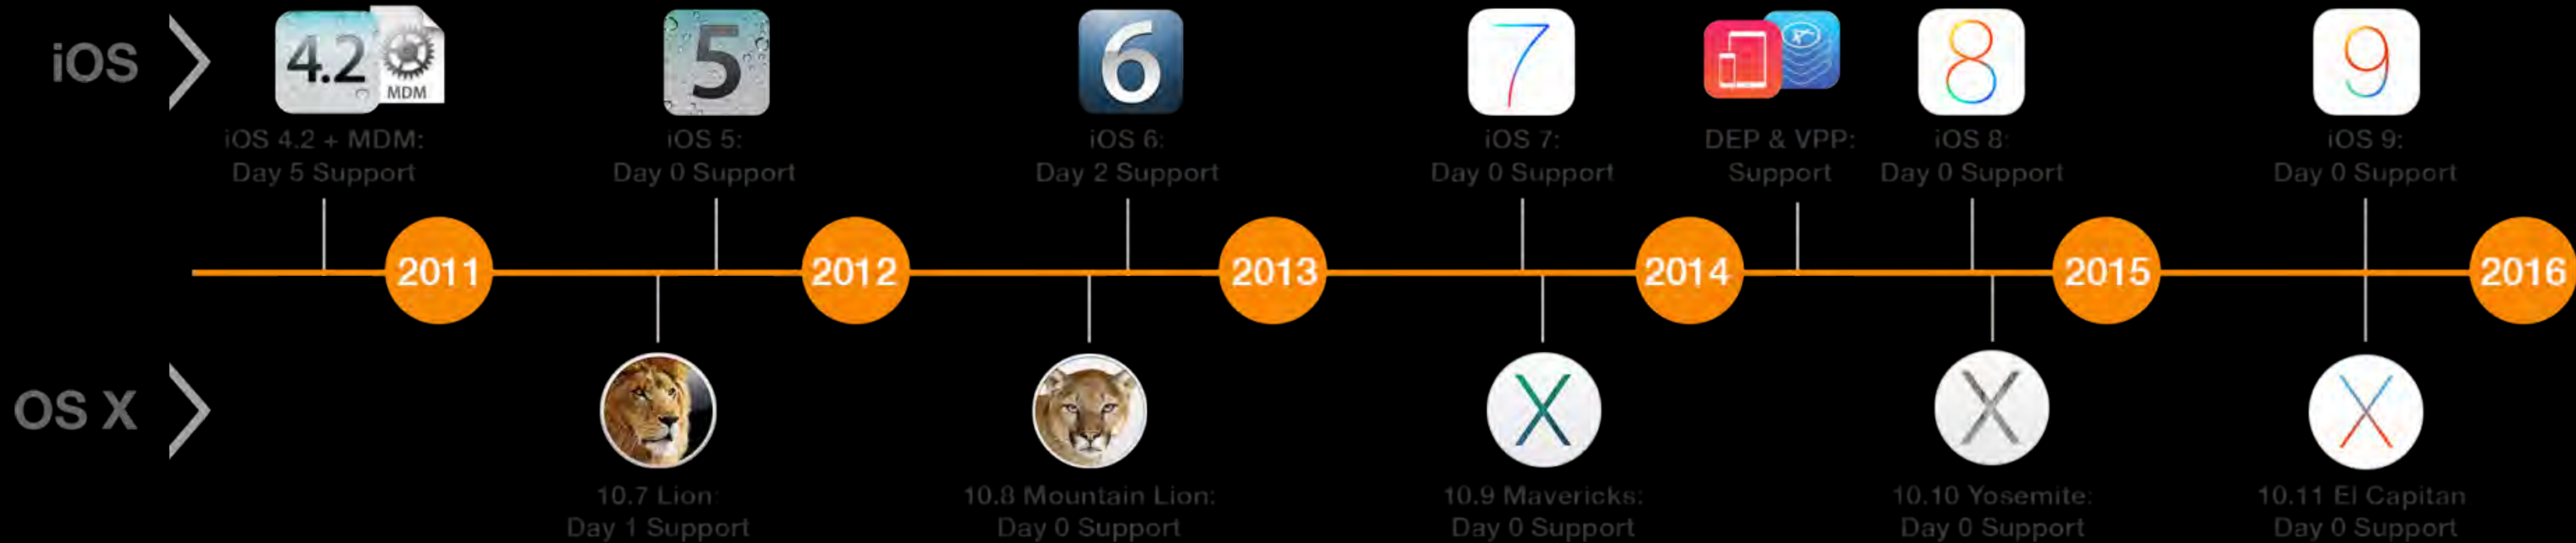 iOS
4.2
MDM
5
6
7
8
9
iOS 4.2 + MDM:
Day 5 Support
iOS 5:
Day 0 Support
iOS 6:
Day 2 Support
iOS 7:
Day 0 Support
DEP & VPP:
Support
iOS 8:
Day 0 Support
iOS 9:
Day 0 Support
2011
2012
2013
2014
2015
2016
OS X
X
X
X
10.7 Lion:
Day 1 Support
10.8 Mountain Lion:
Day 0 Support
10.9 Mavericks:
Day 0 Support
10.10 Yosemite:
Day 0 Support
10.11 El Capitan
Day 0 Support